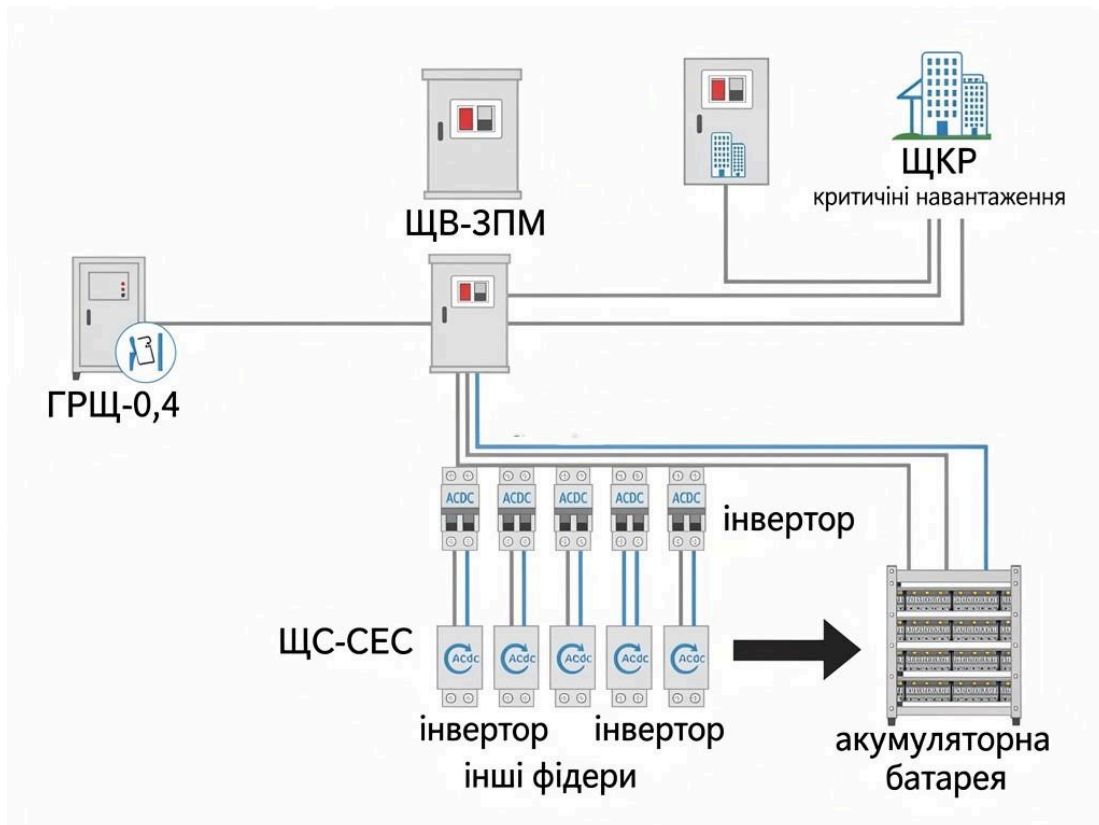 ЩКР
критичіні навантаження
ЩВ-ЗПМ
ГРЩ-0,4
ACDC ACDC ACDC ACDC ACDC
інвертор
ЩС-СЕС
ACdc ACdc ACdc ACdc ACdc
інвертор інвертор
інші фідери
акумуляторна
батарея